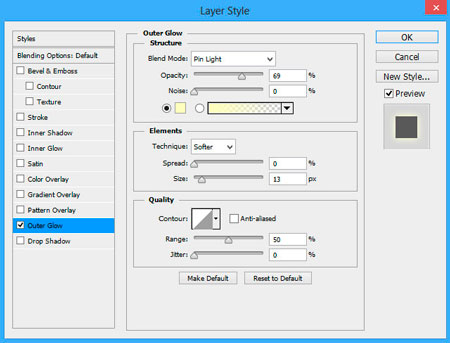 Layer Style
Styles
Blending Options: Default
Bevel & Emboss
Contour
Texture
Stroke
Inner Shadow
Inner Glow
Satin
Color Overlay
Gradient Overlay
Pattern Overlay
Outer Glow
Drop Shadow
Outer Glow
Structure
Blend Mode: Pin Light
Opacity: 69 %
Noise: 0 %
Elements
Technique: Softer
Spread: 0 %
Size: 13 px
Quality
Contour: Anti-aliased
Range: 50 %
Jitter: 0 %
Make Default Reset to Default
OK
Cancel
New Style...
Preview